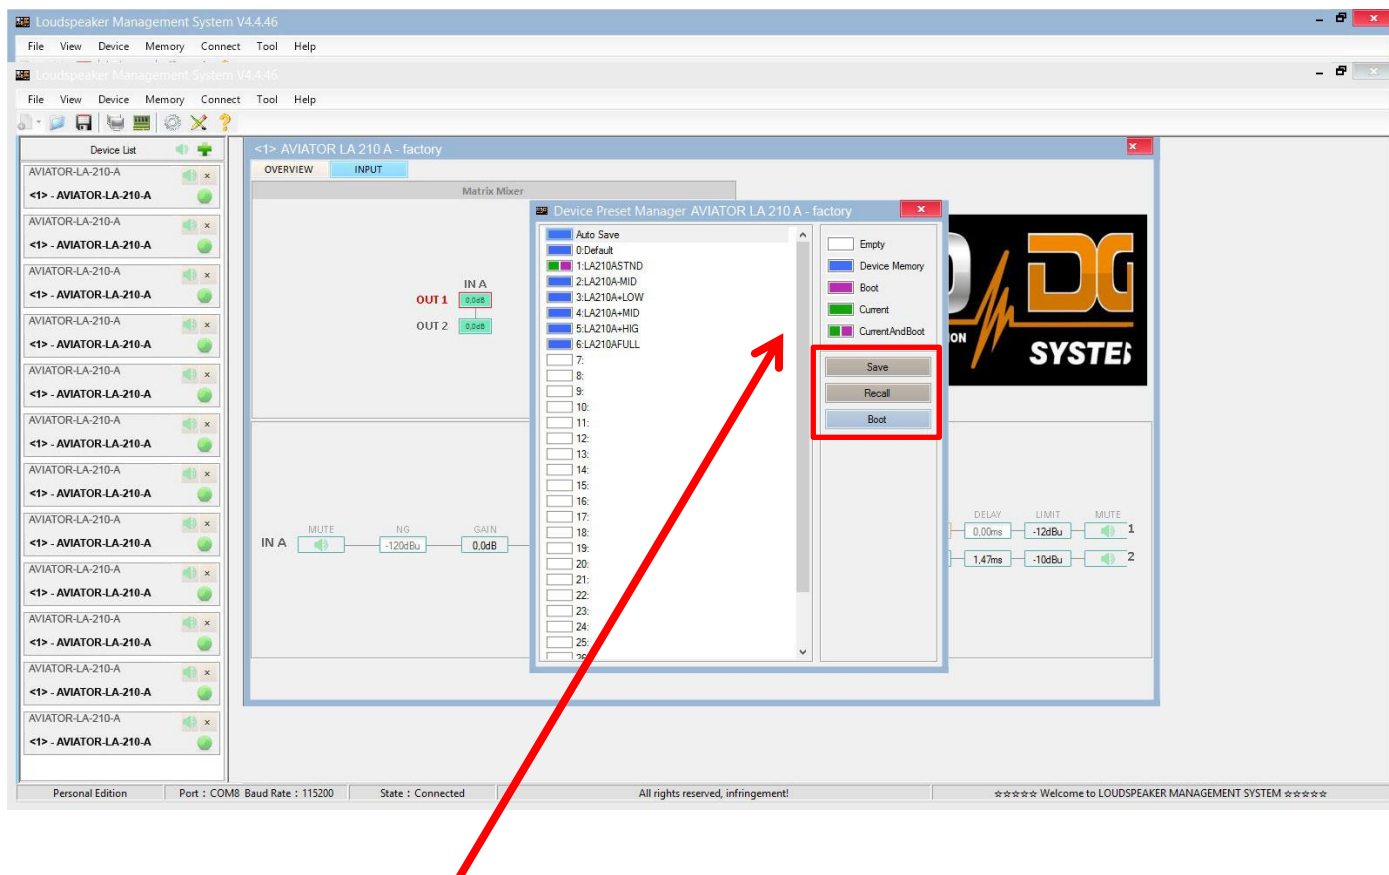 Loudspeaker Management System V4.4.46
File View Device Memory Connect Tool Help
Loudspeaker Management System V4.4.46
File View Device Memory Connect Tool Help
Device List
AVIATOR-LA-210-A
<1> - AVIATOR-LA-210-A
AVIATOR-LA-210-A
<1> - AVIATOR-LA-210-A
AVIATOR-LA-210-A
<1> - AVIATOR-LA-210-A
AVIATOR-LA-210-A
<1> - AVIATOR-LA-210-A
AVIATOR-LA-210-A
<1> - AVIATOR-LA-210-A
AVIATOR-LA-210-A
<1> - AVIATOR-LA-210-A
AVIATOR-LA-210-A
<1> - AVIATOR-LA-210-A
AVIATOR-LA-210-A
<1> - AVIATOR-LA-210-A
AVIATOR-LA-210-A
<1> - AVIATOR-LA-210-A
AVIATOR-LA-210-A
<1> - AVIATOR-LA-210-A
AVIATOR-LA-210-A
<1> - AVIATOR-LA-210-A
AVIATOR-LA-210-A
<1> - AVIATOR-LA-210-A
<1> AVIATOR LA 210 A - factory
OVERVIEW INPUT
Matrix Mixer
IN A
OUT 1 0,0dB
OUT 2 0,0dB
MUTE NG GAIN
IN A -120dBu 0,0dB
Device Preset Manager AVIATOR LA 210 A - factory
Auto Save
0:Default
1:LA210ASTND
2:LA210A-MID
3:LA210A+LOW
4:LA210A+MID
5:LA210A+HIG
6:LA210AFULL
7:
8:
9:
10:
11:
12:
13:
14:
15:
16:
17:
18:
19:
20:
21:
22:
23:
24:
25:
26:
Empty
Device Memory
Boot
Current
CurrentAndBoot
Save
Recall
Boot
DG
ION
SYSTE
DELAY LIMIT MUTE
0,00ms -12dBu 1
1,47ms -10dBu 2
Personal Edition Port : COM8 Baud Rate : 115200 State : Connected All rights reserved, infringement! ☆☆☆☆☆ Welcome to LOUDSPEAKER MANAGEMENT SYSTEM ☆☆☆☆☆